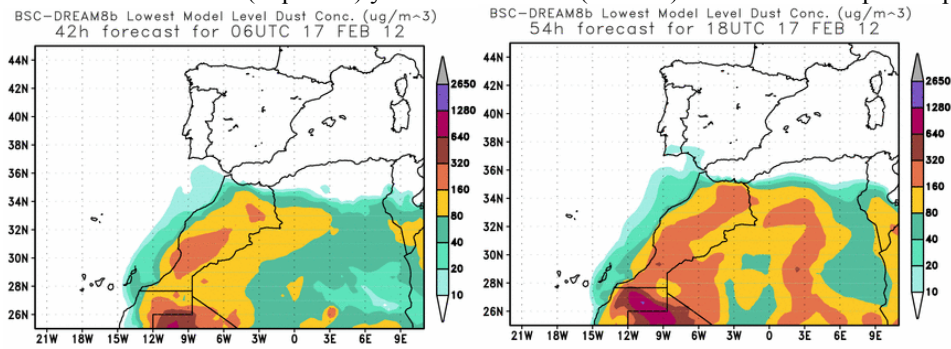 BSC-DREAM8b Lowest Model Level Dust Conc. (ug/m^3)
42h forecast for 06UTC 17 FEB 12
44N
42N
40N
38N
36N
34N
32N
30N
28N
26N
21W 18W 15W 12W 9W 6W 3W 0 3E 6E 9E
2650
1280
640
320
160
80
40
20
10
BSC-DREAM8b Lowest Model Level Dust Conc. (ug/m^3)
54h forecast for 18UTC 17 FEB 12
44N
42N
40N
38N
36N
34N
32N
30N
28N
26N
21W 18W 15W 12W 9W 6W 3W 0 3E 6E 9E
2650
1280
640
320
160
80
40
20
10